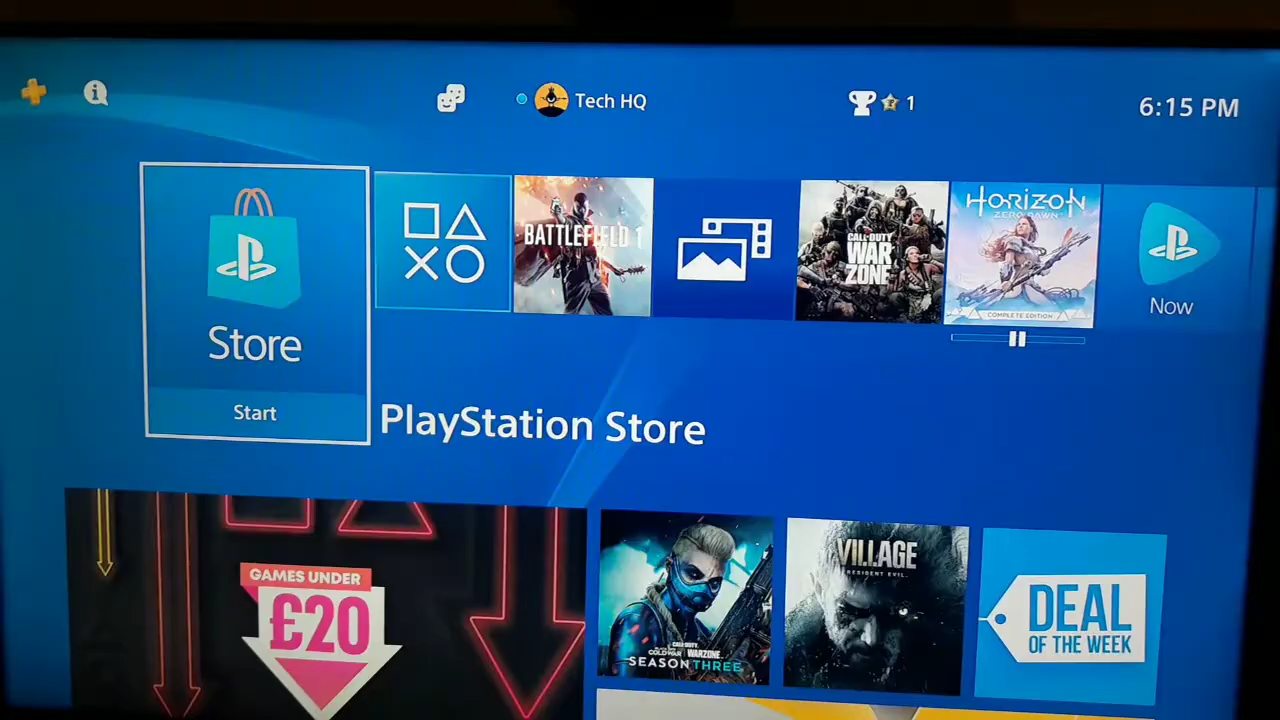 Tech HQ
1
6:15 PM
Store
Start
BATTLEFIELD 1
CALL OF DUTY
WAR
ZONE
HORIZON
ZERO DAWN
COMPLETE EDITION
Now
PlayStation Store
GAMES UNDER
£20
CALL OF DUTY
COLD WAR WARZONE
SEASON THREE
VILLAGE
RESIDENT EVIL
DEAL
OF THE WEEK